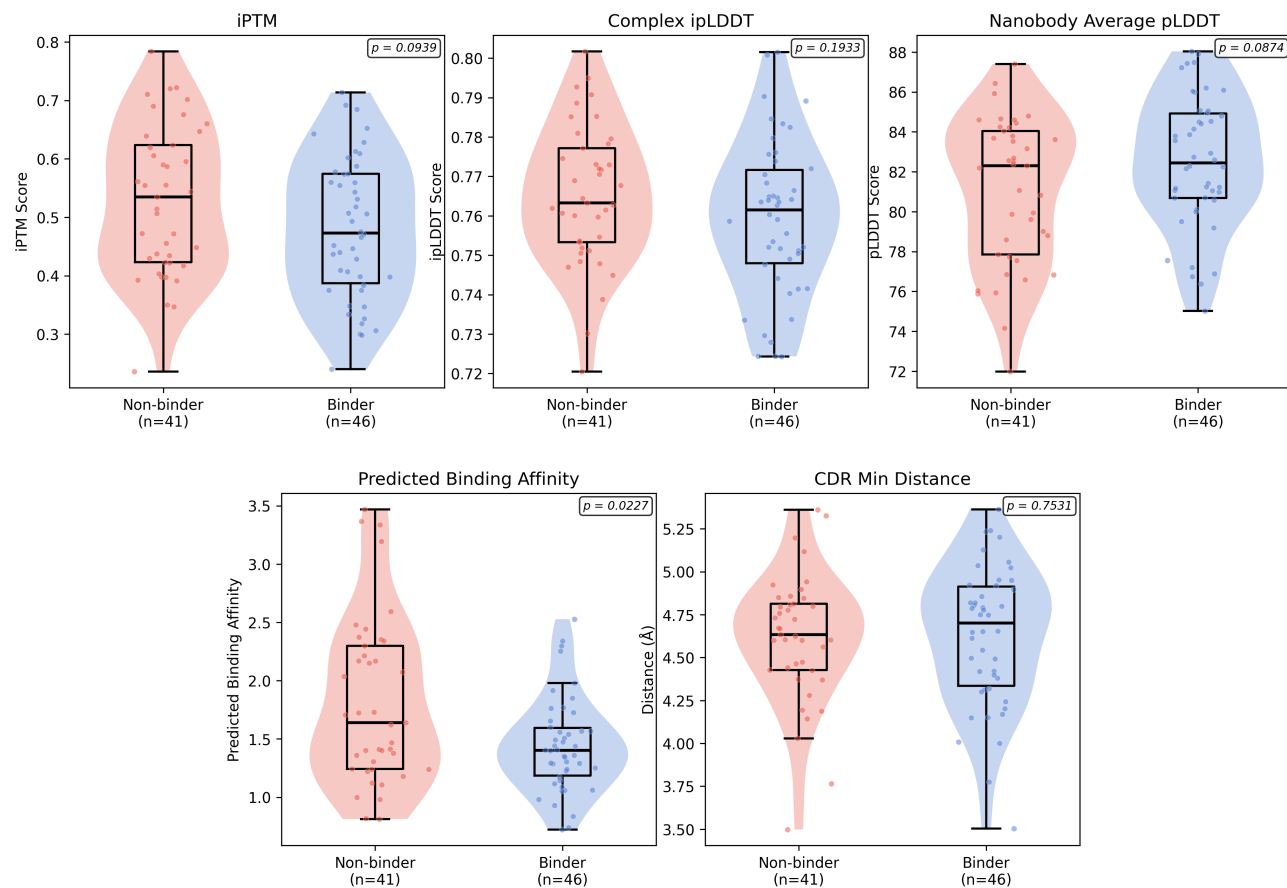 iPTM
Complex ipLDDT
Nanobody Average pLDDT
p = 0.0939
p = 0.1933
p = 0.0874
iPTM Score
0.8
0.7
0.6
0.5
0.4
0.3
ipLDDT Score
0.80
0.79
0.78
0.77
0.76
0.75
0.74
0.73
0.72
pLDDT Score
88
86
84
82
80
78
76
74
72
Non-binder
(n=41)
Binder
(n=46)
Non-binder
(n=41)
Binder
(n=46)
Non-binder
(n=41)
Binder
(n=46)
Predicted Binding Affinity
CDR Min Distance
p = 0.0227
p = 0.7531
Predicted Binding Affinity
3.5
3.0
2.5
2.0
1.5
1.0
Distance (Å)
5.25
5.00
4.75
4.50
4.25
4.00
3.75
3.50
Non-binder
(n=41)
Binder
(n=46)
Non-binder
(n=41)
Binder
(n=46)